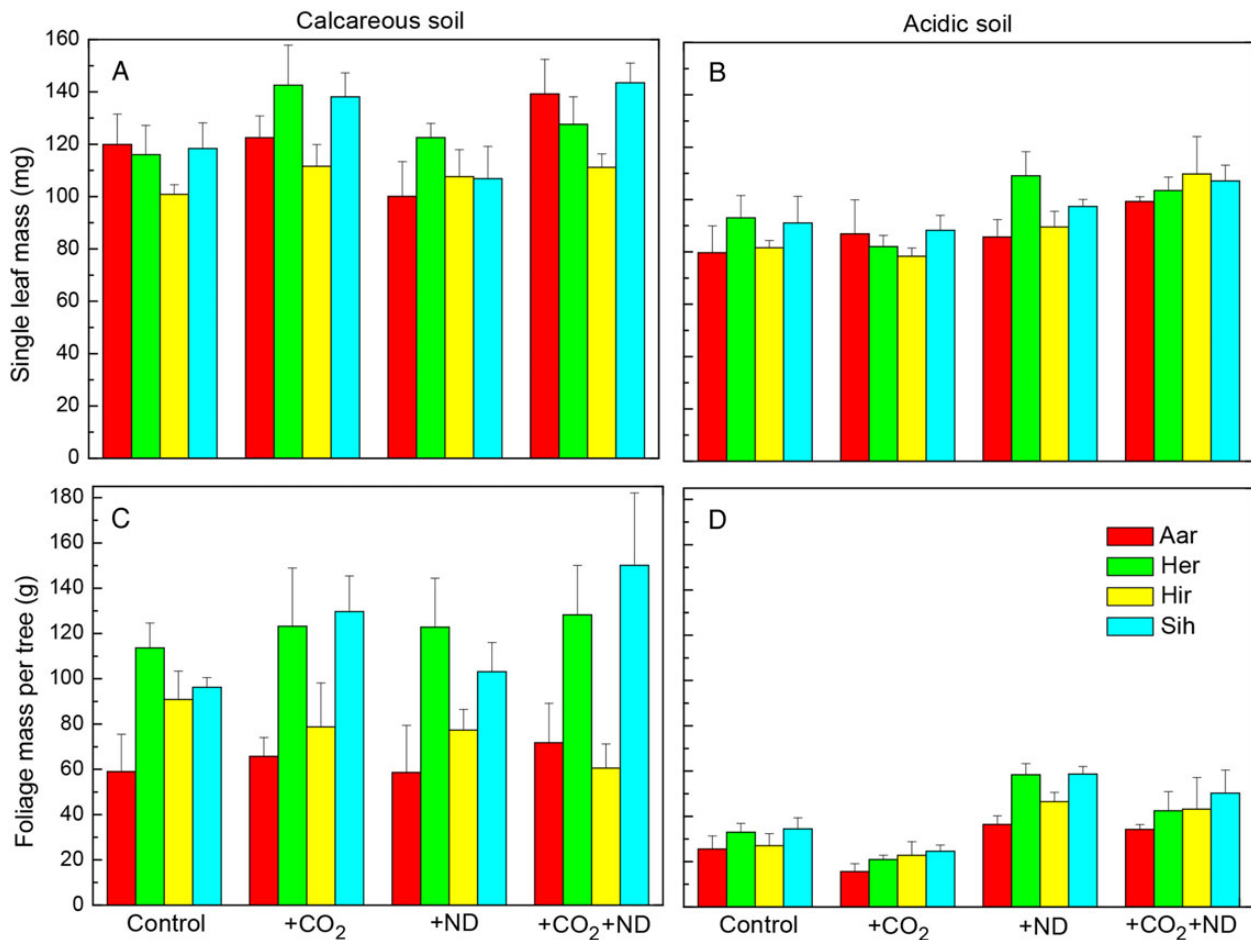 Calcareous soil
Acidic soil
Single leaf mass (mg)
160
140
120
100
80
60
40
20
0
A
B
Foliage mass per tree (g)
180
160
140
120
100
80
60
40
20
0
C
D
Aar
Her
Hir
Sih
Control +CO₂ +ND +CO₂+ND
Control +CO₂ +ND +CO₂+ND